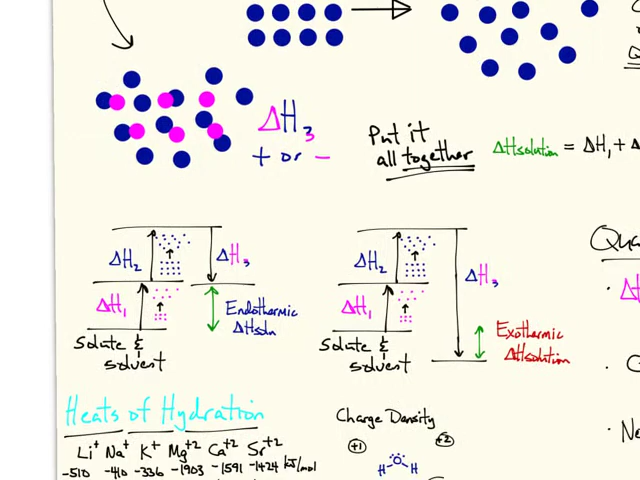 ΔH3
+ or -
Put it
all together
ΔHsolution = ΔH1 +
ΔH2
ΔH3
ΔH1
Endothermic
ΔHsoln
Solute &
solvent
ΔH2
ΔH3
ΔH1
Exothermic
ΔHsolution
Solute &
solvent
Heats of Hydration
Li+ Na+ K+ Mg+2 Ca+2 Sr+2
-510 -410 -336 -1903 -1591 -1424 kJ/mol
Charge Density
+1 +2
H O H